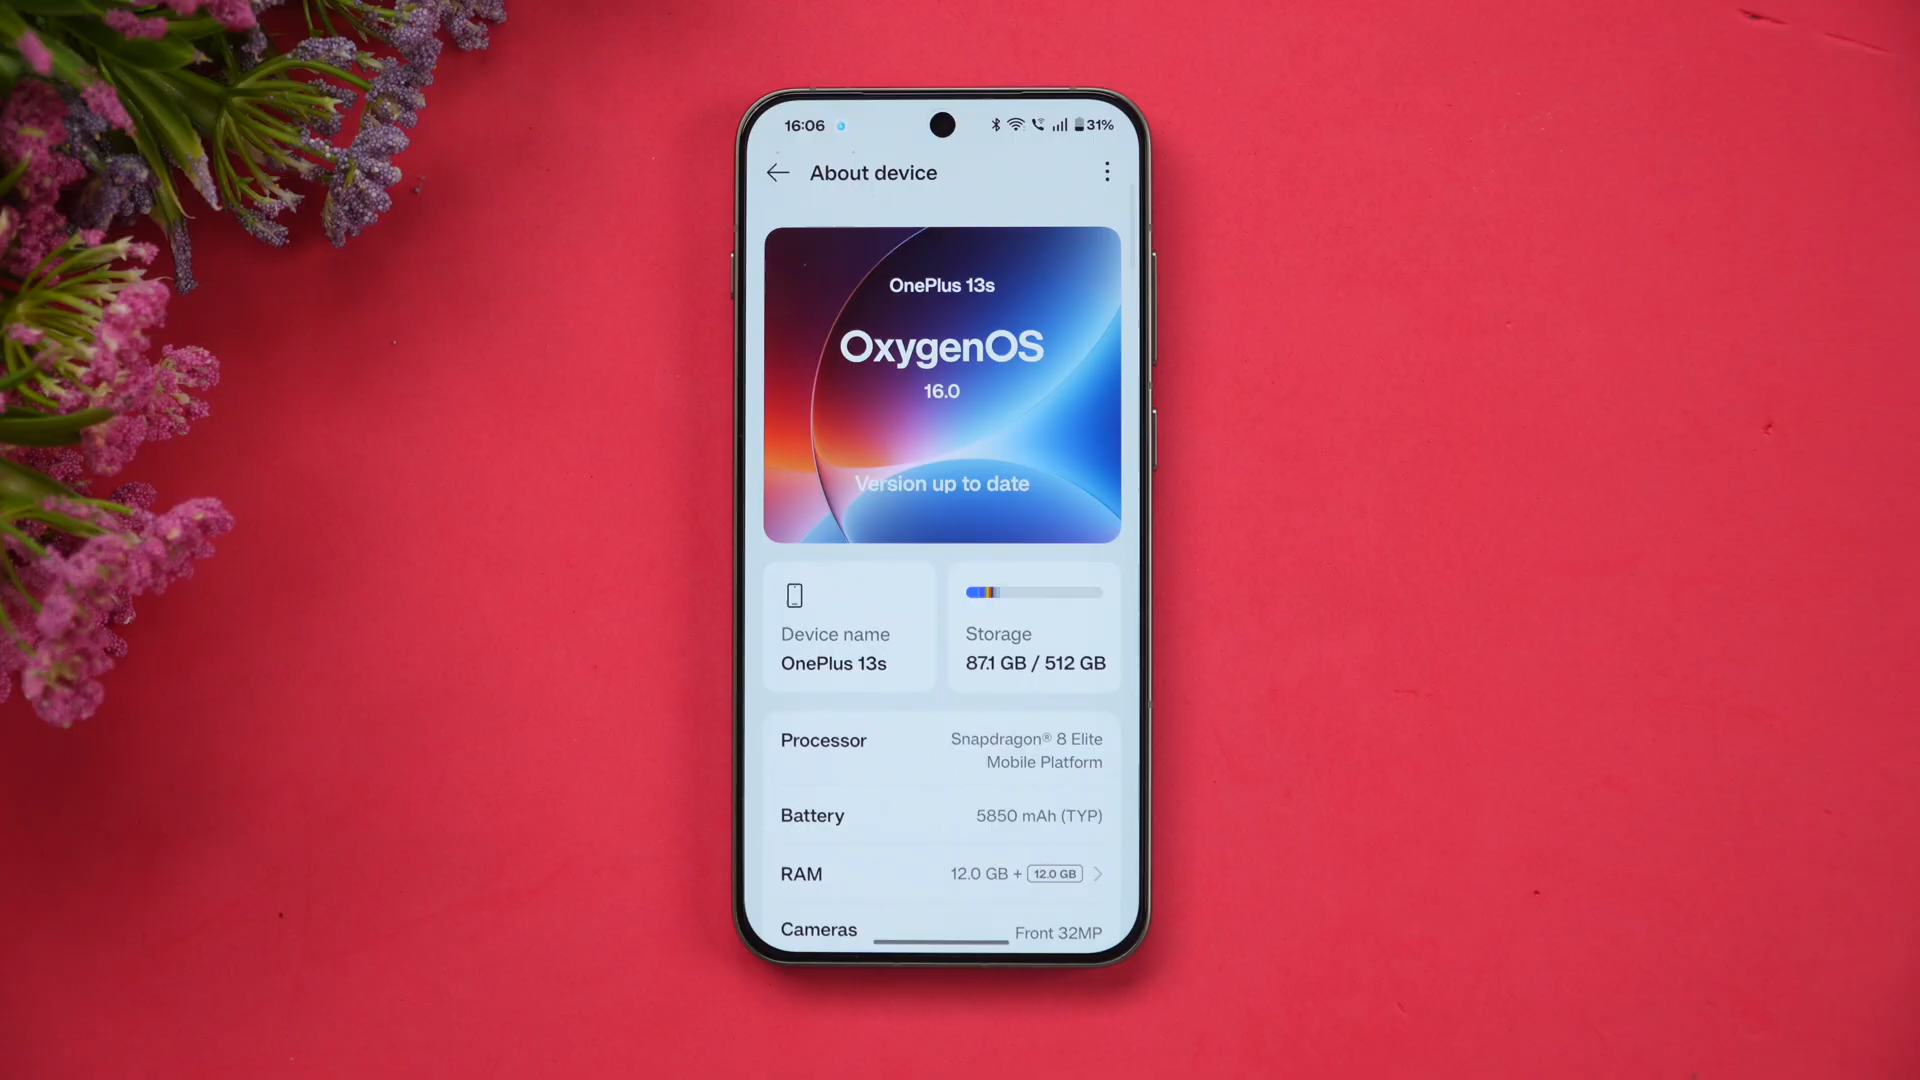 16:06 31%
About device
OnePlus 13s
OxygenOS
16.0
Version up to date
Device name
OnePlus 13s
Storage
87.1 GB / 512 GB
Processor
Snapdragon® 8 Elite
Mobile Platform
Battery
5850 mAh (TYP)
RAM
12.0 GB + 12.0 GB
Cameras
Front 32MP